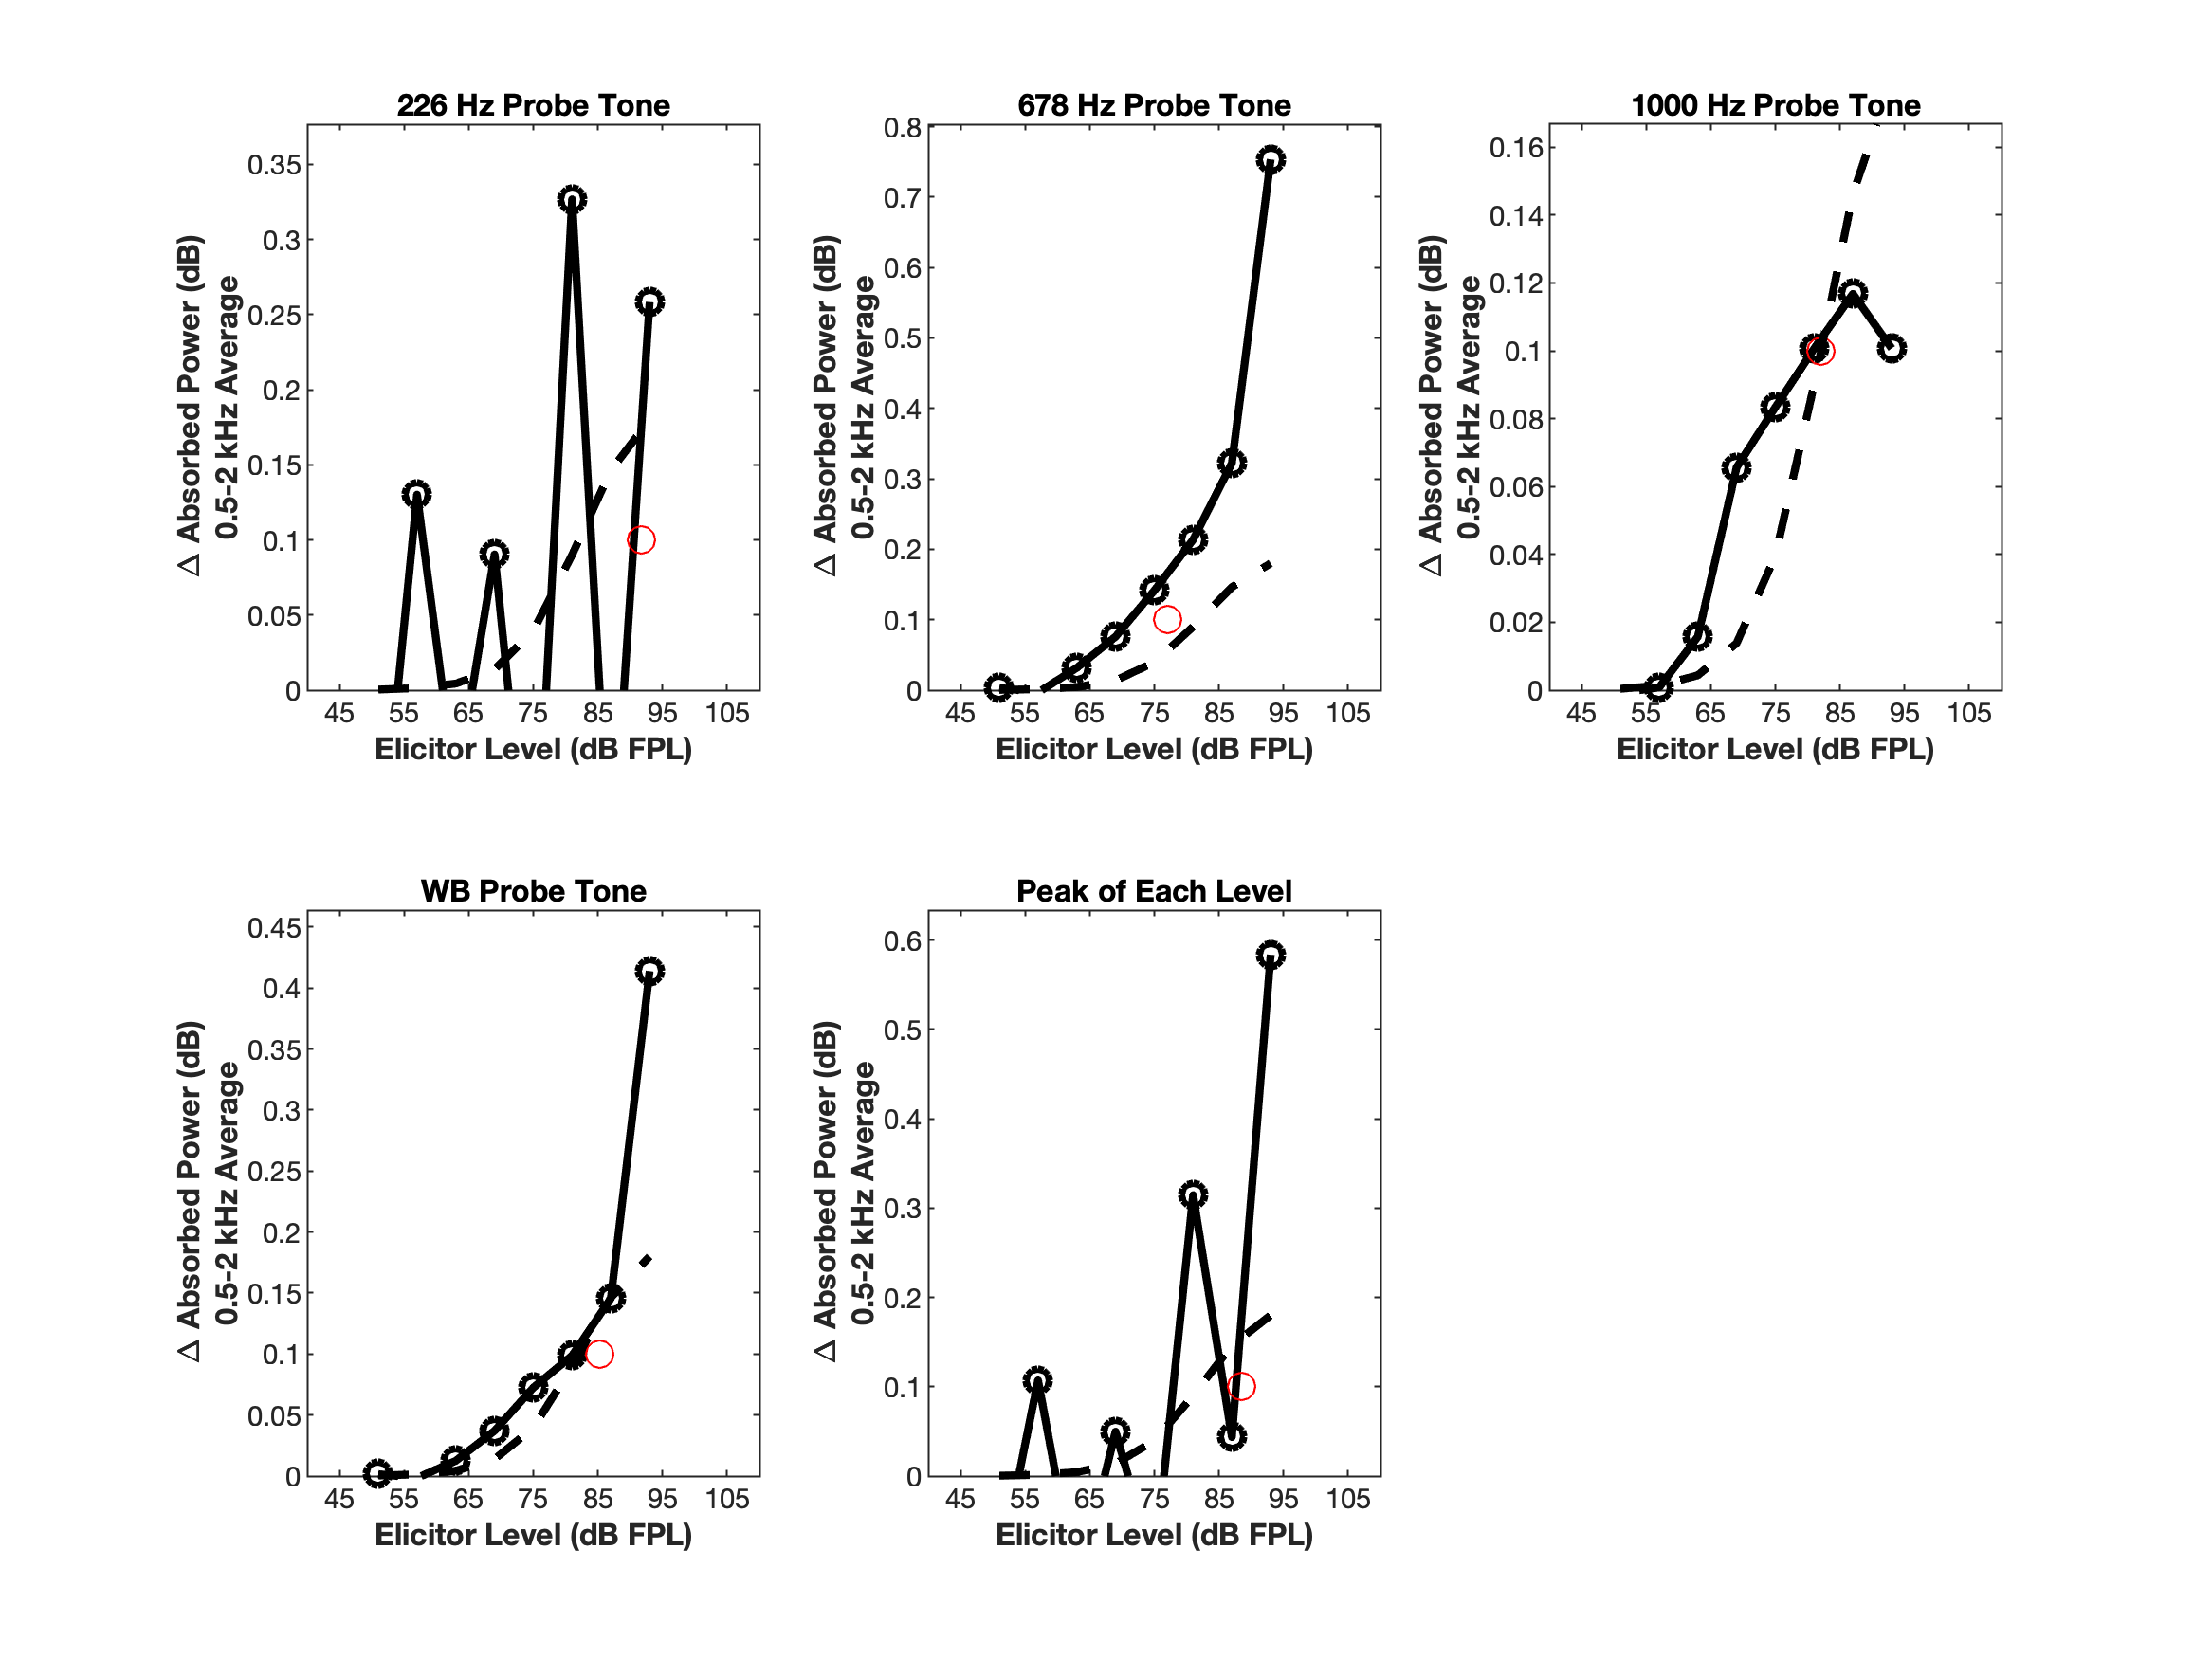 226 Hz Probe Tone
△ Absorbed Power (dB)
0.5-2 kHz Average
0.35
0.3
0.25
0.2
0.15
0.1
0.05
0
45 55 65 75 85 95 105
Elicitor Level (dB FPL)
678 Hz Probe Tone
△ Absorbed Power (dB)
0.5-2 kHz Average
0.8
0.7
0.6
0.5
0.4
0.3
0.2
0.1
0
45 55 65 75 85 95 105
Elicitor Level (dB FPL)
1000 Hz Probe Tone
△ Absorbed Power (dB)
0.5-2 kHz Average
0.16
0.14
0.12
0.1
0.08
0.06
0.04
0.02
0
45 55 65 75 85 95 105
Elicitor Level (dB FPL)
WB Probe Tone
△ Absorbed Power (dB)
0.5-2 kHz Average
0.45
0.4
0.35
0.3
0.25
0.2
0.15
0.1
0.05
0
45 55 65 75 85 95 105
Elicitor Level (dB FPL)
Peak of Each Level
△ Absorbed Power (dB)
0.5-2 kHz Average
0.6
0.5
0.4
0.3
0.2
0.1
0
45 55 65 75 85 95 105
Elicitor Level (dB FPL)